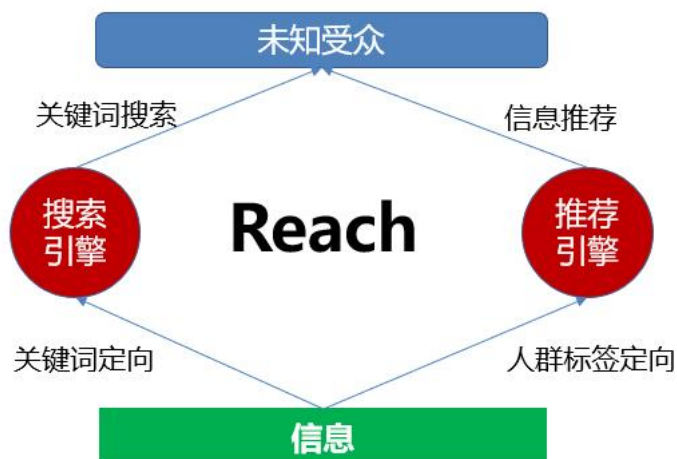 未知受众
关键词搜索
信息推荐
搜索
引擎
Reach
推荐
引擎
关键词定向
人群标签定向
信息